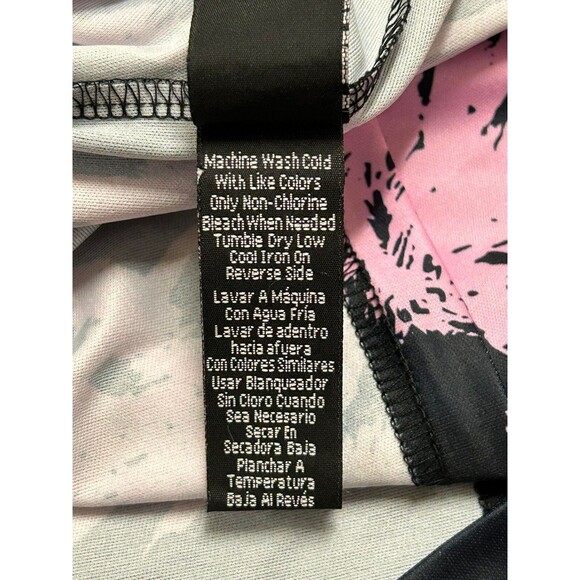 Machine Wash Cold
With Like Colors
Only Non-Chlorine
Bleach When Needed
Tumble Dry Low
Cool Iron On
Reverse Side
Lavar A Máquina
Con Agua Fría
Lavar de adentro
hacia afuera
Con Colores Similares
Usar Blanqueador
Sin Cloro Cuando
Sea Necesario
Secar En
Secadora Baja
Planchar A
Temperatura
Baja Al Revés